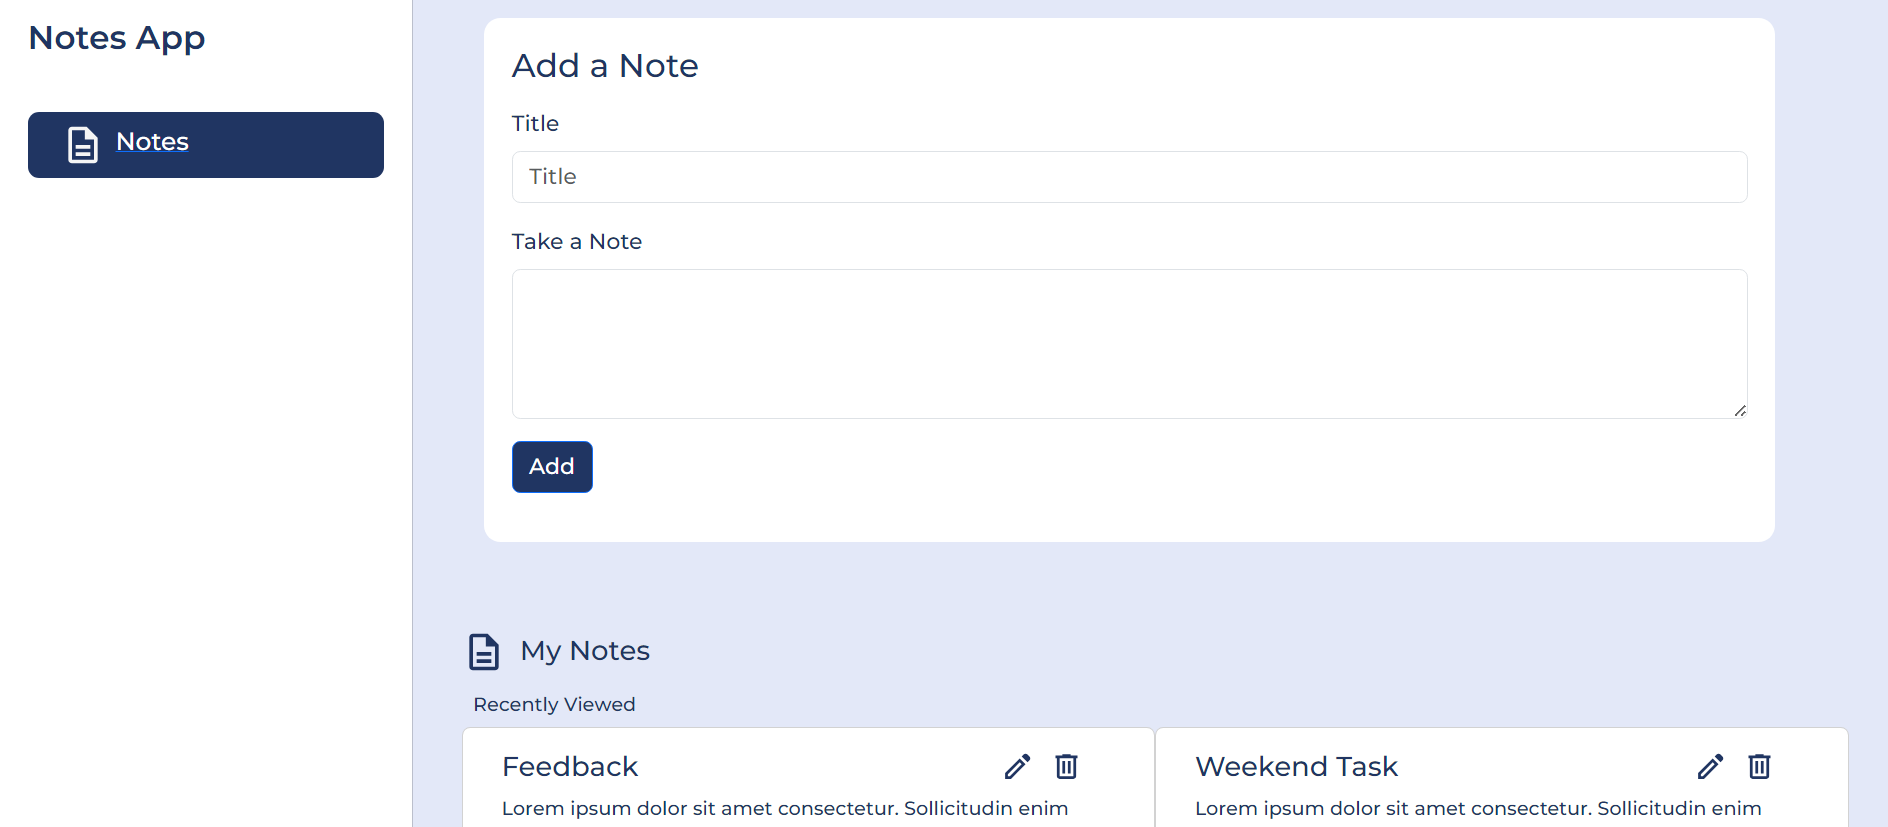 Notes App
Notes
Add a Note
Title
Title
Take a Note
Add
My Notes
Recently Viewed
Feedback
Lorem ipsum dolor sit amet consectetur. Sollicitudin enim
Weekend Task
Lorem ipsum dolor sit amet consectetur. Sollicitudin enim